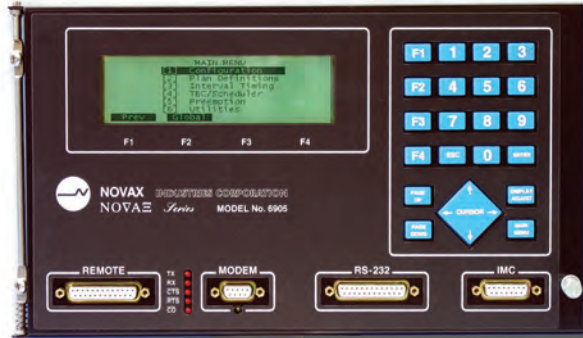 MAIN MENU
[1] Configuration
[2] Plan Definitions
[3] Interval Timing
[4] TBC/Scheduler
[5] Preemption
[6] Utilities
Prev Global
F1 F2 F3 F4
NOVAX INDUSTRIES CORPORATION
NOVAΞ Series MODEL No. 6905
F1 1 2 3
F2 4 5 6
F3 7 8 9
F4 ESC 0 ENTER
PAGE UP
DISPLAY ADJUST
CURSOR
PAGE DOWN
MAIN MENU
REMOTE
TX
RX
CTS
RTS
CD
MODEM
RS-232
IMC